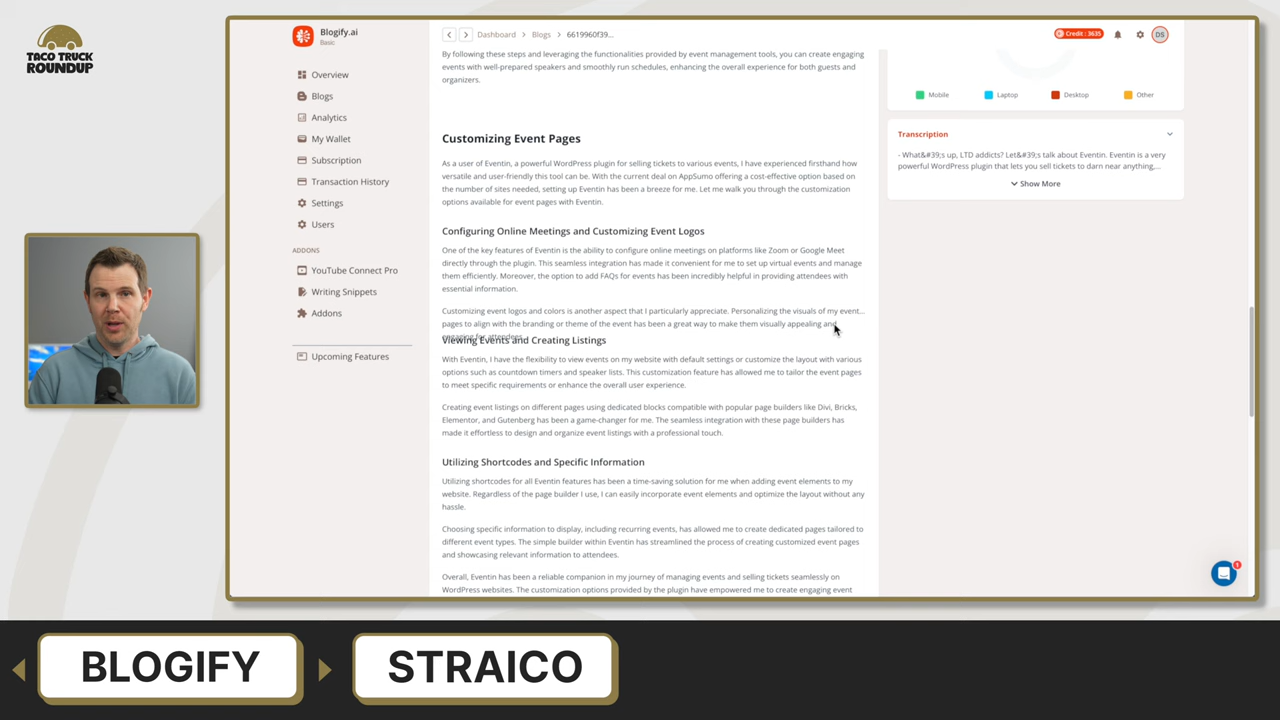 TACO TRUCK
ROUNDUP
Blogify.ai
Basic
Overview
Blogs
Analytics
My Wallet
Subscription
Transaction History
Settings
Users
ADDONS
YouTube Connect Pro
Writing Snippets
Addons
Upcoming Features
Dashboard > Blogs > 6619960f39...
Credit : 3635
DS
By following these steps and leveraging the functionalities provided by event management tools, you can create engaging
events with well-prepared speakers and smoothly run schedules, enhancing the overall experience for both guests and
organizers.
Customizing Event Pages
As a user of Eventin, a powerful WordPress plugin for selling tickets to various events, I have experienced firsthand how
versatile and user-friendly this tool can be. With the current deal on AppSumo offering a cost-effective option based on
the number of sites needed, setting up Eventin has been a breeze for me. Let me walk you through the customization
options available for event pages with Eventin.
Configuring Online Meetings and Customizing Event Logos
One of the key features of Eventin is the ability to configure online meetings on platforms like Zoom or Google Meet
directly through the plugin. This seamless integration has made it convenient for me to set up virtual events and manage
them efficiently. Moreover, the option to add FAQs for events has been incredibly helpful in providing attendees with
essential information.
Customizing event logos and colors is another aspect that I particularly appreciate. Personalizing the visuals of my event...
pages to align with the branding or theme of the event has been a great way to make them visually appealing and
engaging for attendees.
Viewing Events and Creating Listings
With Eventin, I have the flexibility to view events on my website with default settings or customize the layout with various
options such as countdown timers and speaker lists. This customization feature has allowed me to tailor the event pages
to meet specific requirements or enhance the overall user experience.
Creating event listings on different pages using dedicated blocks compatible with popular page builders like Divi, Bricks,
Elementor, and Gutenberg has been a game-changer for me. The seamless integration with these page builders has
made it effortless to design and organize event listings with a professional touch.
Utilizing Shortcodes and Specific Information
Utilizing shortcodes for all Eventin features has been a time-saving solution for me when adding event elements to my
website. Regardless of the page builder I use, I can easily incorporate event elements and optimize the layout without any
hassle.
Choosing specific information to display, including recurring events, has allowed me to create dedicated pages tailored to
different event types. The simple builder within Eventin has streamlined the process of creating customized event pages
and showcasing relevant information to attendees.
Overall, Eventin has been a reliable companion in my journey of managing events and selling tickets seamlessly on
WordPress websites. The customization options provided by the plugin have empowered me to create engaging event
Mobile
Laptop
Desktop
Other
Transcription
- What&#39;s up, LTD addicts? Let&#39;s talk about Eventin. Eventin is a very
powerful WordPress plugin that lets you sell tickets to darn near anything,...
Show More
1
BLOGIFY
STRAICO